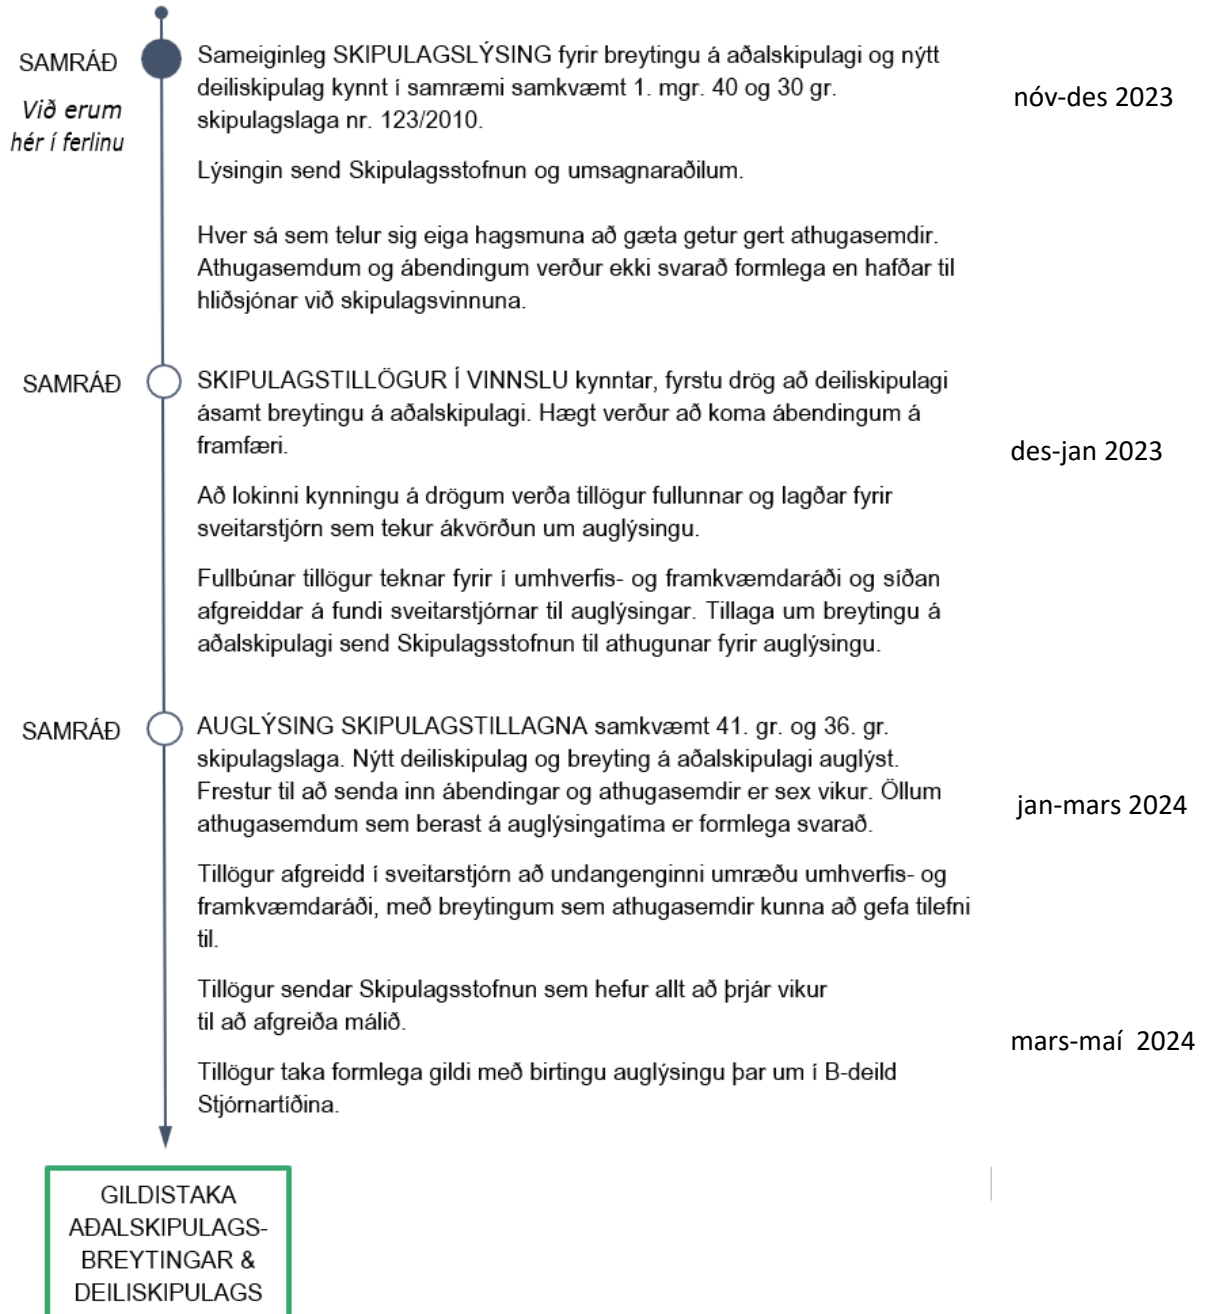 SAMRÁÐ
Við erum
hér í ferlinu
Sameiginleg SKIPULAGSLÝSING fyrir breytingu á aðalskipulagi og nýtt
deiliskipulag kynnt í samræmi samkvæmt 1. mgr. 40 og 30 gr.
skipulagslaga nr. 123/2010.
nóv-des 2023
Lýsingin send Skipulagsstofnun og umsagnaraðilum.
Hver sá sem telur sig eiga hagsmuna að gæta getur gert athugasemdir.
Athugasemdum og ábendingum verður ekki svarað formlega en hafðar til
hliðsjónar við skipulagsvinnuna.
SAMRÁÐ
SKIPULAGSTILLÖGUR Í VINNSLU kynntar, fyrstu drög að deiliskipulagi
ásamt breytingu á aðalskipulagi. Hægt verður að koma ábendingum á
framfæri.
des-jan 2023
Að lokinni kynningu á drögum verða tillögur fullunnar og lagðar fyrir
sveitarstjórn sem tekur ákvörðun um auglýsingu.
Fullbúnar tillögur teknar fyrir í umhverfis- og framkvæmdaráði og síðan
afgreiddar á fundi sveitarstjórnar til auglýsingar. Tillaga um breytingu á
aðalskipulagi send Skipulagsstofnun til athugunar fyrir auglýsingu.
SAMRÁÐ
AUGLÝSING SKIPULAGSTILLAGNA samkvæmt 41. gr. og 36. gr.
skipulagslaga. Nýtt deiliskipulag og breyting á aðalskipulagi auglýst.
Frestur til að senda inn ábendingar og athugasemdir er sex vikur. Öllum
athugasemdum sem berast á auglýsingatíma er formlega svarað.
jan-mars 2024
Tillögur afgreidd í sveitarstjórn að undangenginni umræðu umhverfis- og
framkvæmdaráði, með breytingum sem athugasemdir kunna að gefa tilefni
til.
Tillögur sendar Skipulagsstofnun sem hefur allt að þrjár vikur
til að afgreiða málið.
mars-maí 2024
Tillögur taka formlega gildi með birtingu auglýsingu þar um í B-deild
Stjórnartíðina.
GILDISTAKA
AÐALSKIPULAGS-
BREYTINGAR &
DEILISKIPULAGS